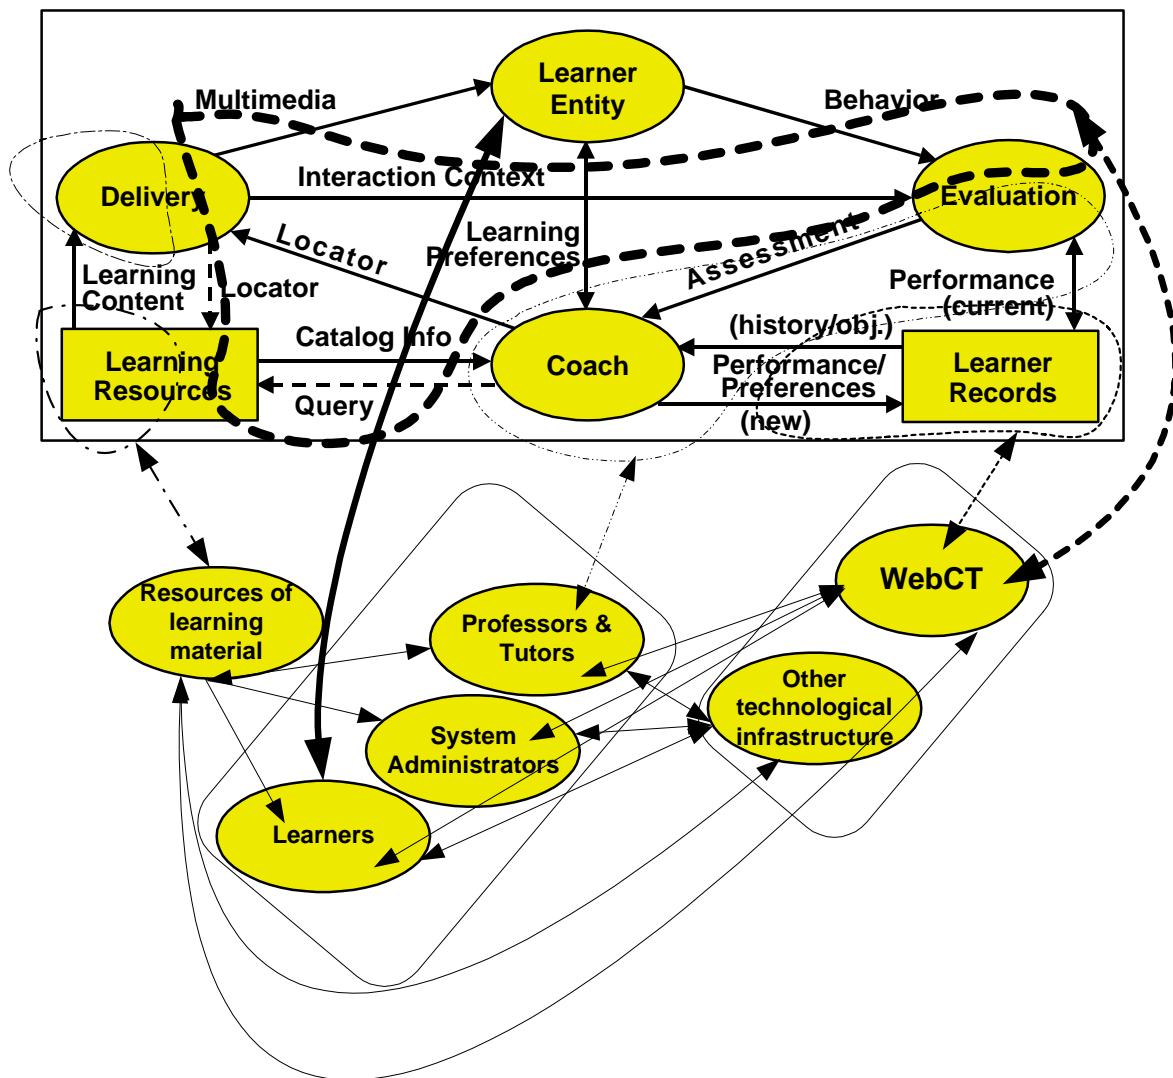 Learner
Entity
Multimedia
Behavior
Delivery
Interaction Context
Evaluation
Locator
Learning
Preferences
Assessment
Learning
Content
Locator
Performance
(current)
Catalog Info
(history/obj.)
Learning
Resources
Coach
Performance/
Preferences
Learner
Records
Query
(new)
WebCT
Resources of
learning
material
Professors &
Tutors
Other
technological
infrastructure
System
Administrators
Learners